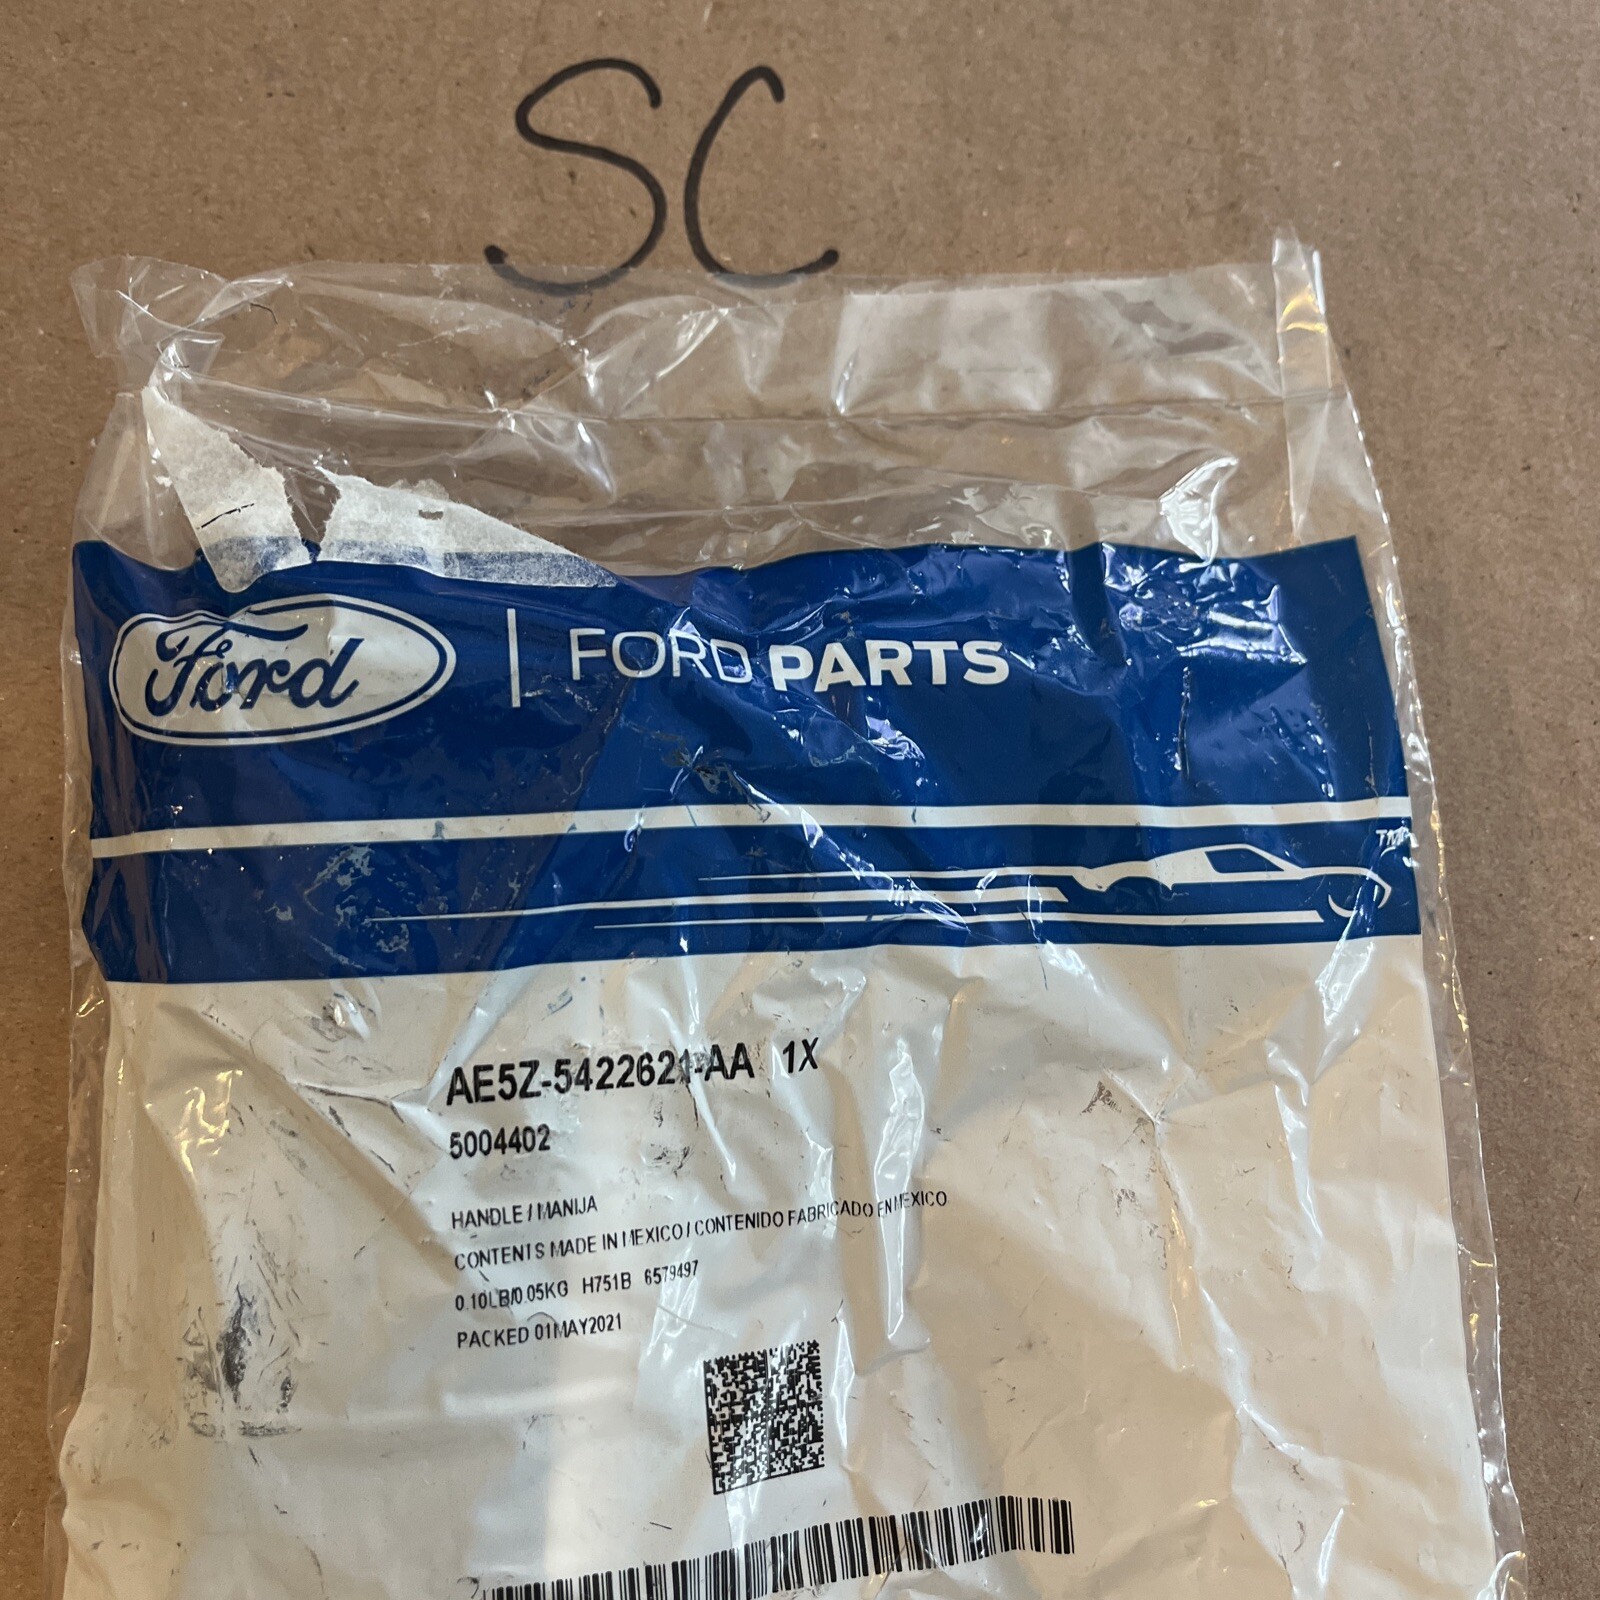 SC
Ford
FORD PARTS
TM
AE5Z-5422621-AA 1X
5004402
HANDLE / MANIJA
CONTENTS MADE IN MEXICO / CONTENIDO FABRICADO EN MEXICO
0.10LB/0.05KG H751B 6579497
PACKED 01MAY2021